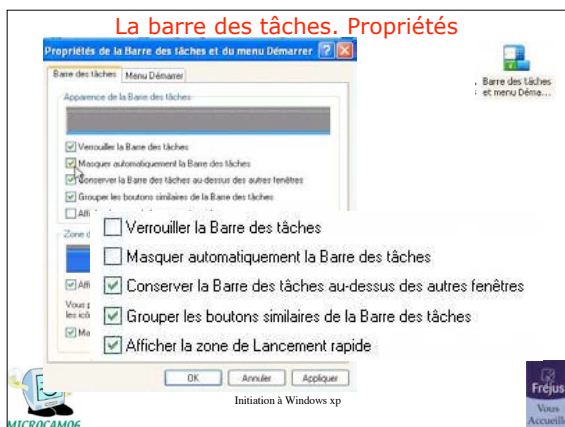 La barre des tâches. Propriétés
Propriétés de la Barre des tâches et du menu Démarrer
Barre des tâches
Menu Démarrer
Barre des tâches
et menu Déma...
Apparence de la Barre des tâches
Verrouiller la Barre des tâches
Masquer automatiquement la Barre des tâches
Conserver la Barre des tâches au-dessus des autres fenêtres
Grouper les boutons similaires de la Barre des tâches
Verrouiller la Barre des tâches
Masquer automatiquement la Barre des tâches
Conserver la Barre des tâches au-dessus des autres fenêtres
Grouper les boutons similaires de la Barre des tâches
Afficher la zone de Lancement rapide
Zone d
Vous
les icô
OK
Annuler
Appliquer
Initiation à Windows xp
MICROCAM06
Fréjus
Vous
Accueille